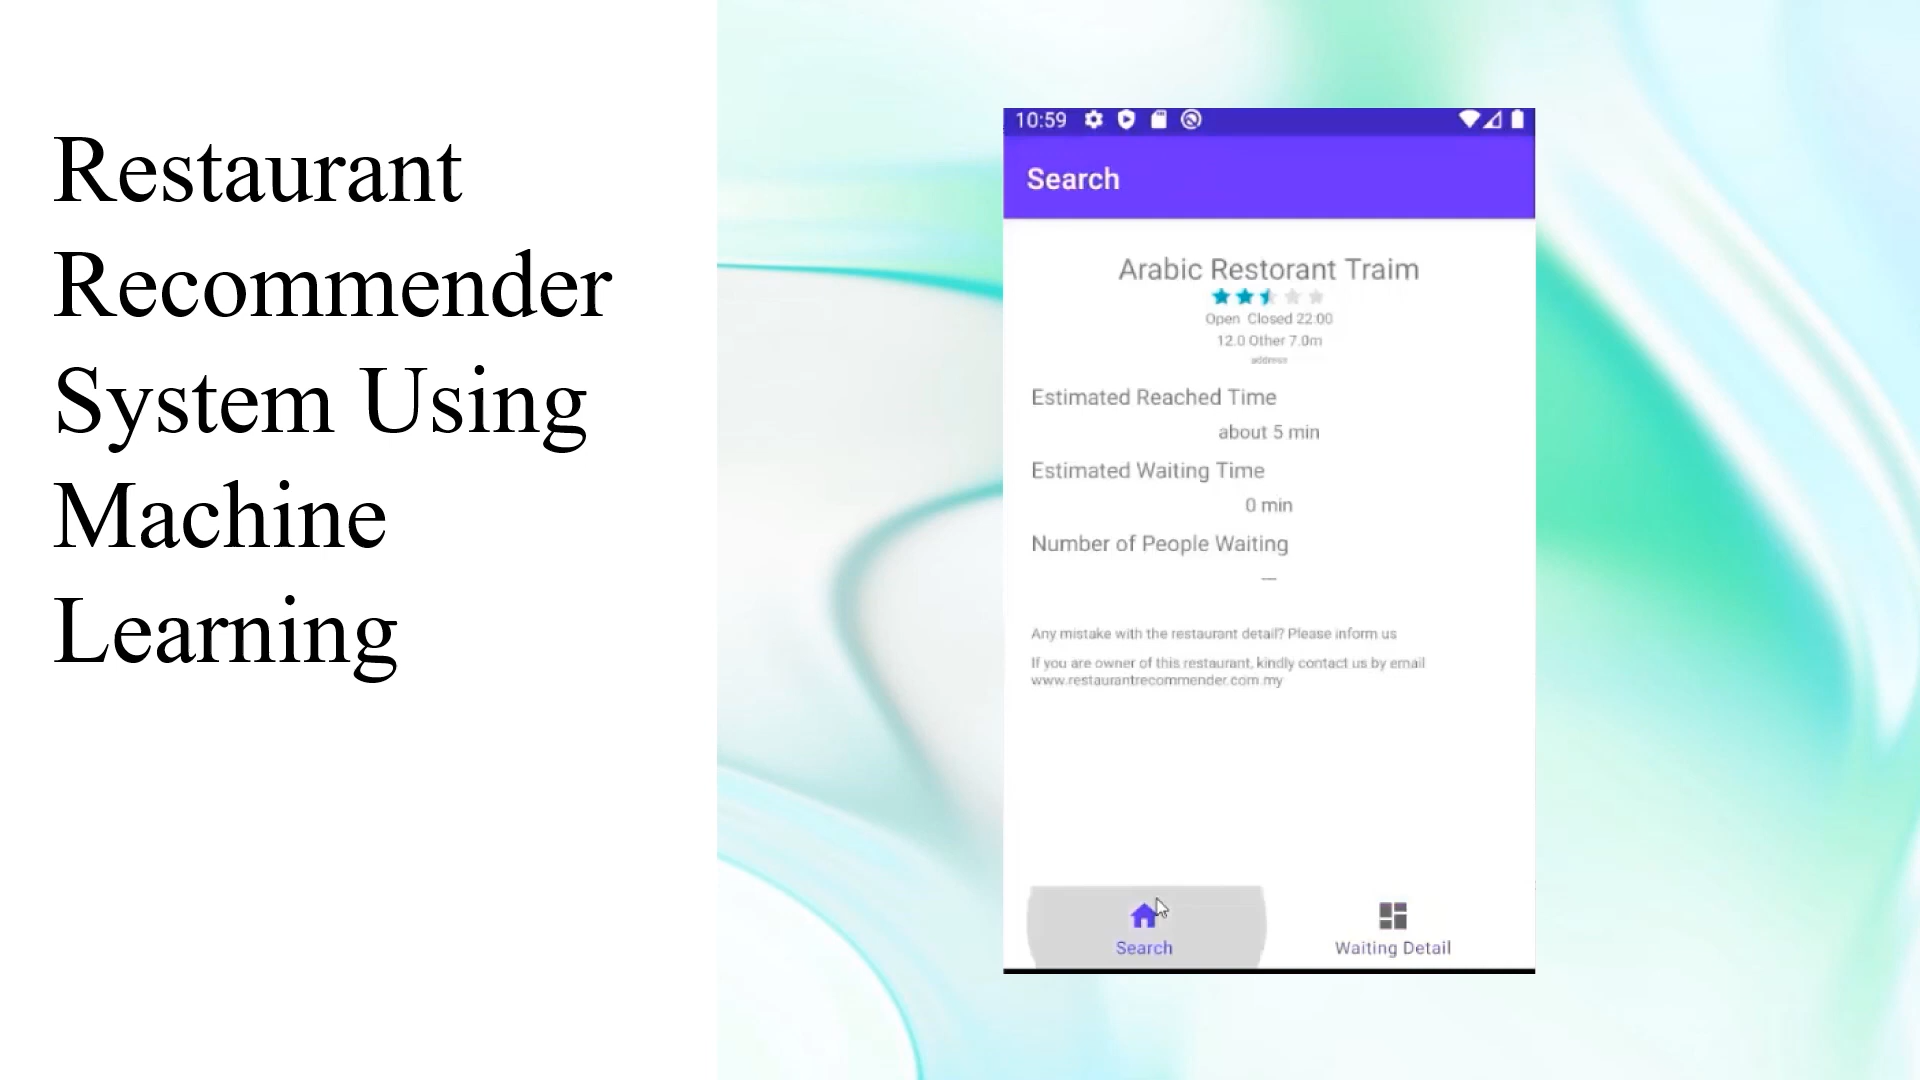 Restaurant
Recommender
System Using
Machine
Learning
10:59
Search
Arabic Restorant Traim
Open Closed 22:00
12.0 Other 7.0m
address
Estimated Reached Time
about 5 min
Estimated Waiting Time
0 min
Number of People Waiting
---
Any mistake with the restaurant detail? Please inform us
If you are owner of this restaurant, kindly contact us by email
www.restaurantrecommender.com.my
Search
Waiting Detail